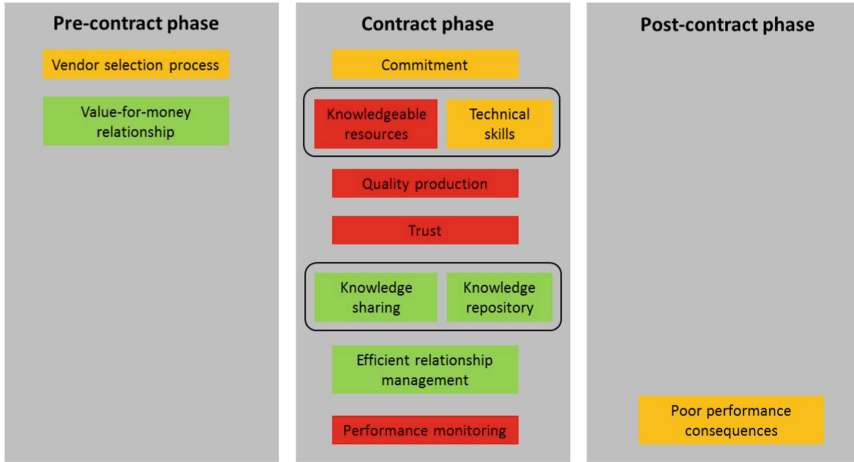 Pre-contract phase
Vendor selection process
Value-for-money
relationship
Contract phase
Commitment
Knowledgeable
resources
Technical
skills
Quality production
Trust
Knowledge
sharing
Knowledge
repository
Efficient relationship
management
Performance monitoring
Post-contract phase
Poor performance
consequences